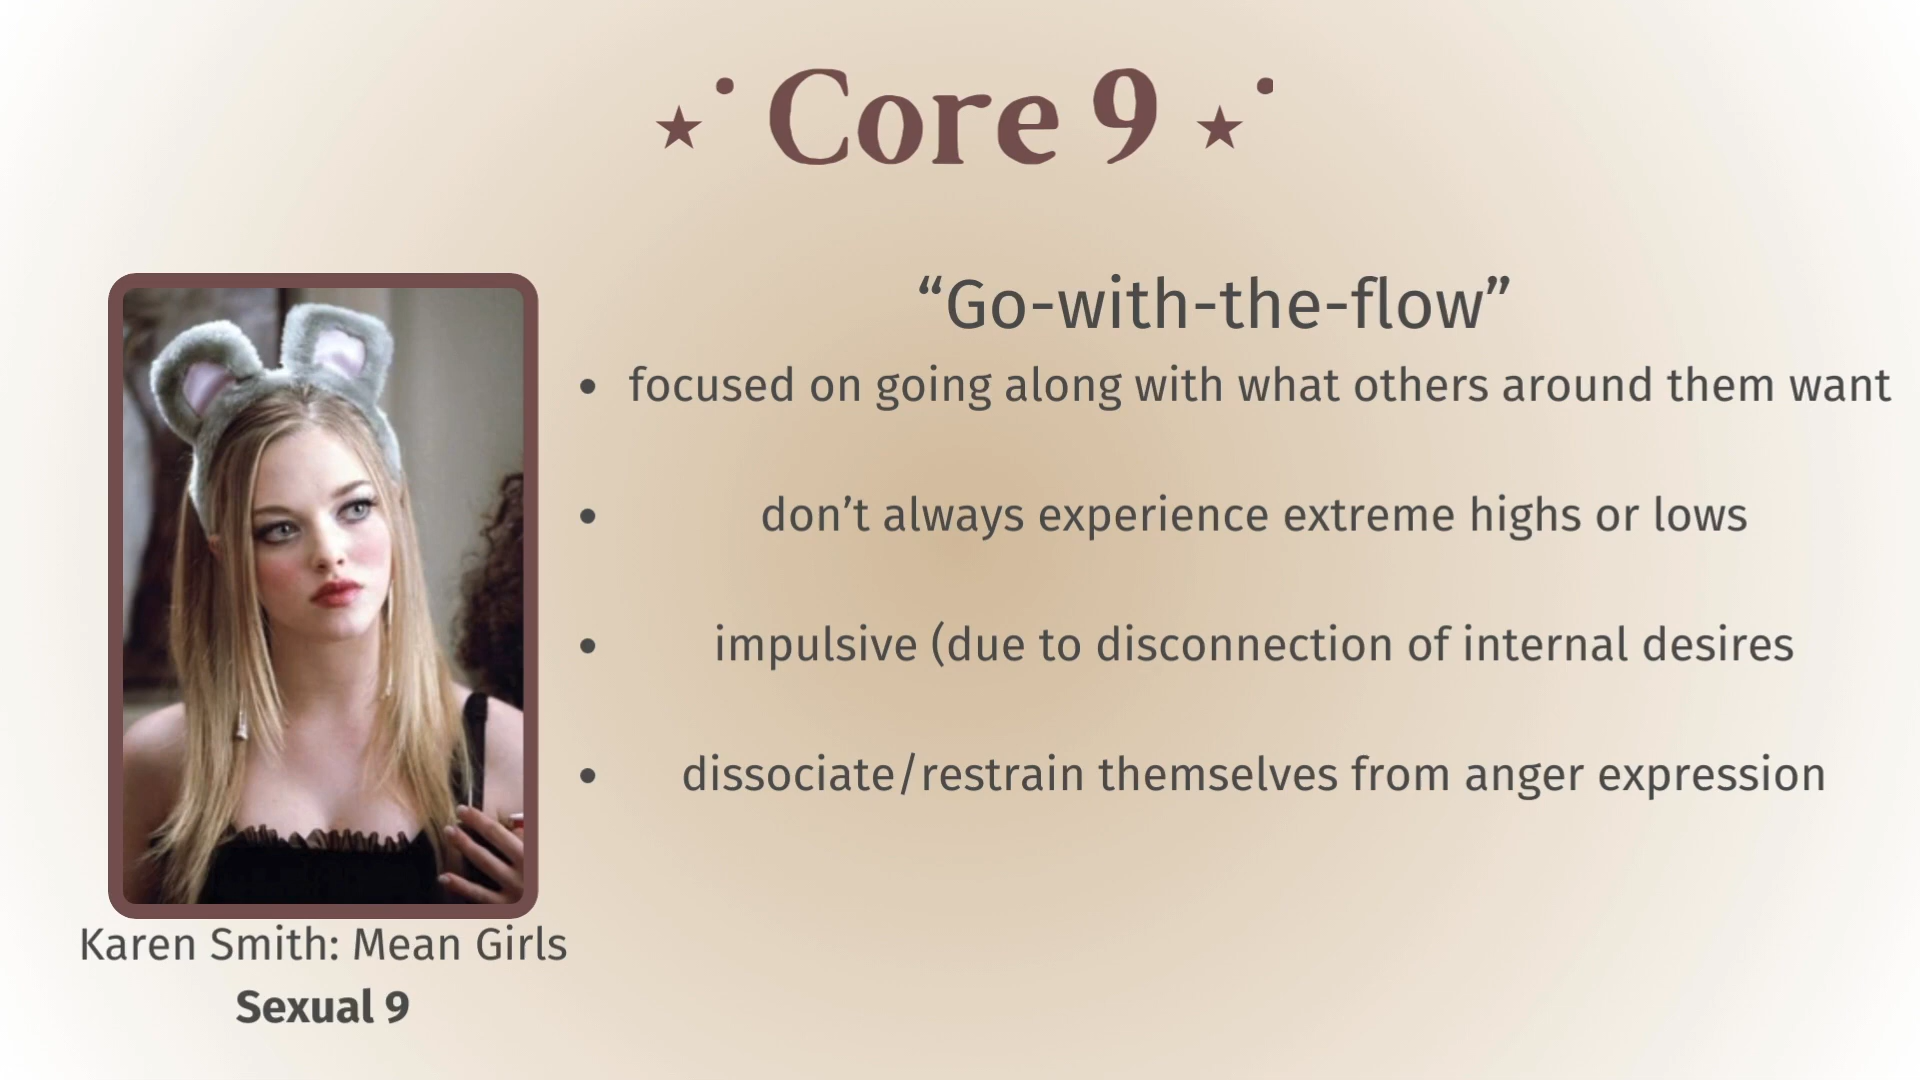 ⋆˙ Core 9 ⋆˙
“Go-with-the-flow”
• focused on going along with what others around them want
• don’t always experience extreme highs or lows
• impulsive (due to disconnection of internal desires
• dissociate/restrain themselves from anger expression
Karen Smith: Mean Girls
Sexual 9